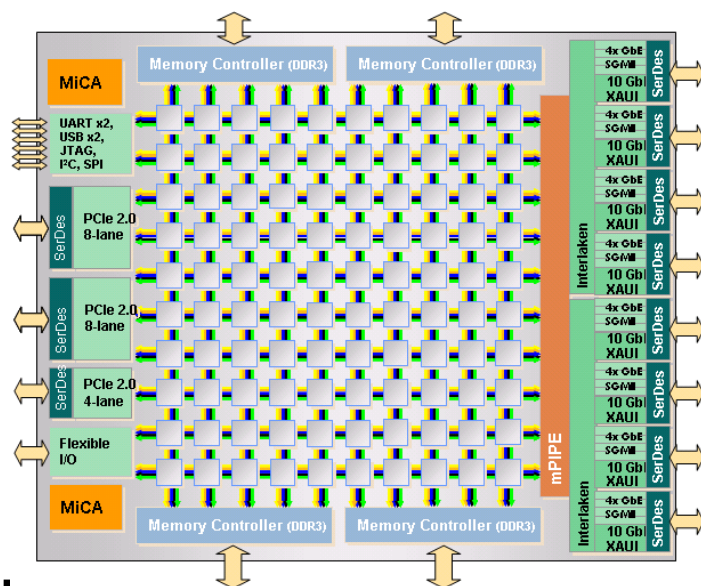 Memory Controller (DDR3)
Memory Controller (DDR3)
MiCA
UART x2,
USB x2,
JTAG,
I²C, SPI
SerDes
PCIe 2.0
8-lane
SerDes
PCIe 2.0
8-lane
SerDes
PCIe 2.0
4-lane
Flexible
I/O
MiCA
Memory Controller (DDR3)
Memory Controller (DDR3)
mPIPE
Interlaken
Interlaken
4x GbE
SGMII
10 Gb
XAUI
SerDes
4x GbE
SGMII
10 Gb
XAUI
SerDes
4x GbE
SGMII
10 Gb
XAUI
SerDes
4x GbE
SGMII
10 Gb
XAUI
SerDes
4x GbE
SGMII
10 Gb
XAUI
SerDes
4x GbE
SGMII
10 Gb
XAUI
SerDes
4x GbE
SGMII
10 Gb
XAUI
SerDes
4x GbE
SGMII
10 Gb
XAUI
SerDes